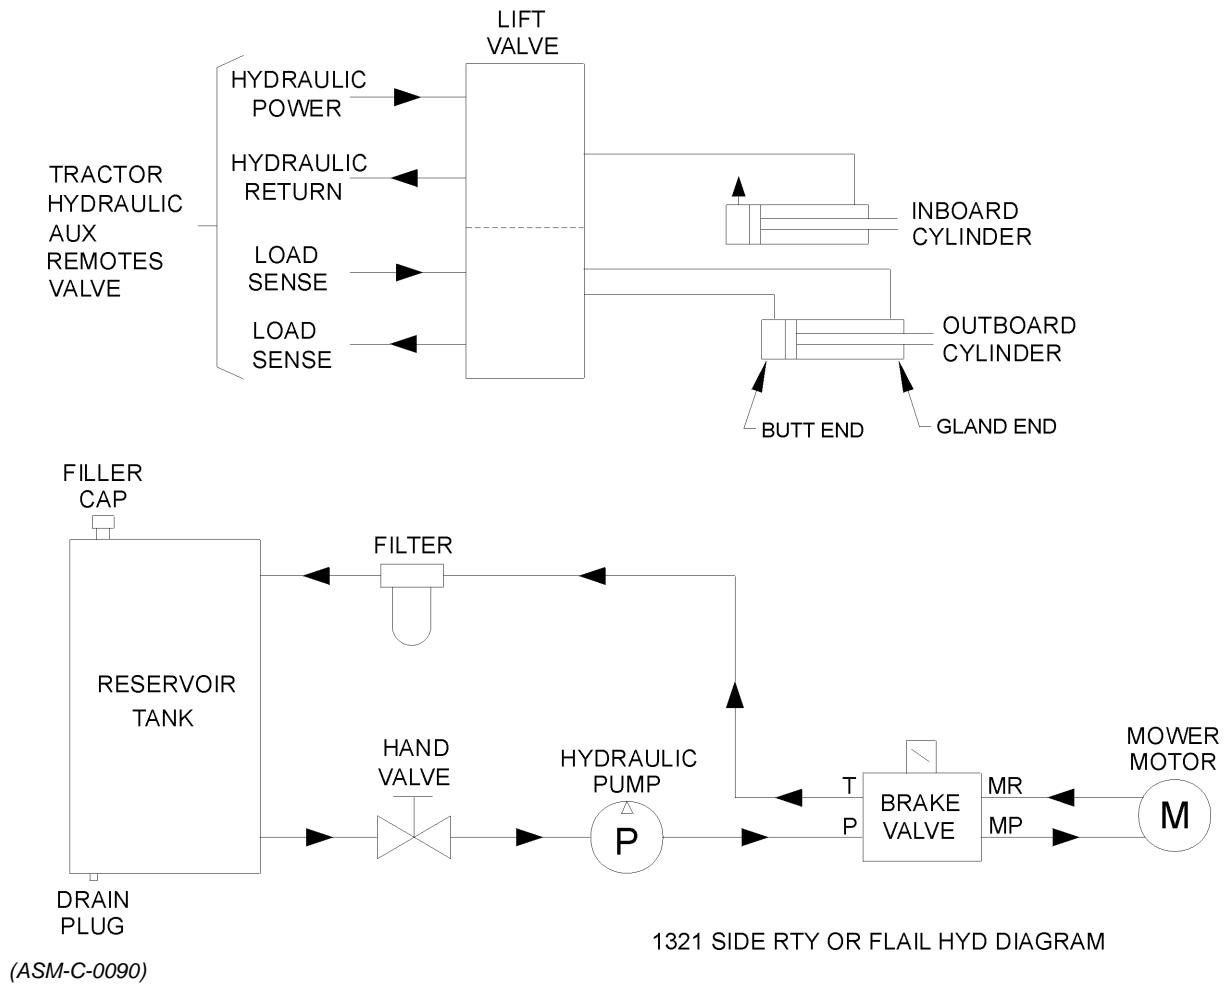 LIFT
VALVE
HYDRAULIC
POWER
HYDRAULIC
RETURN
TRACTOR
HYDRAULIC
AUX
REMOTES
VALVE
LOAD
SENSE
LOAD
SENSE
INBOARD
CYLINDER
OUTBOARD
CYLINDER
BUTT END
GLAND END
FILLER
CAP
FILTER
RESERVOIR
TANK
HAND
VALVE
HYDRAULIC
PUMP
P
T
P
BRAKE
VALVE
MR
MP
MOWER
MOTOR
M
DRAIN
PLUG
1321 SIDE RTY OR FLAIL HYD DIAGRAM
(ASM-C-0090)